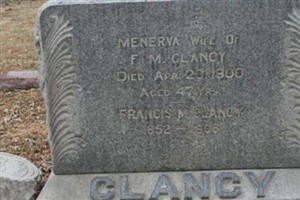 MENERVA WIFE OF
F. M. CLANCY
DIED APR. 23, 1900
AGED 47 YRS.
FRANCIS M. CLANCY
CLANCY